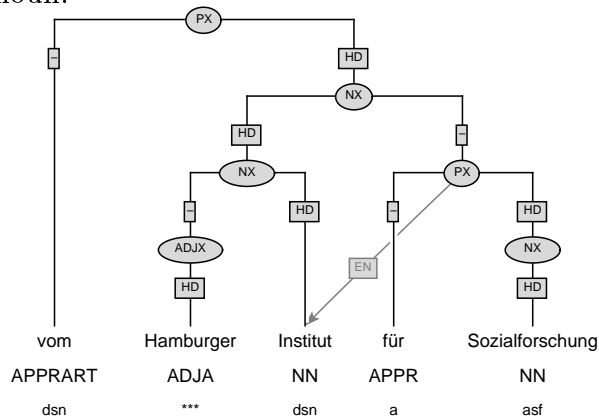 PX
– HD
NX
HD –
NX PX
– HD – HD
ADJX EN NX
HD HD
vom Hamburger Institut für Sozialforschung
APPRART ADJA NN APPR NN
dsn *** dsn a asf